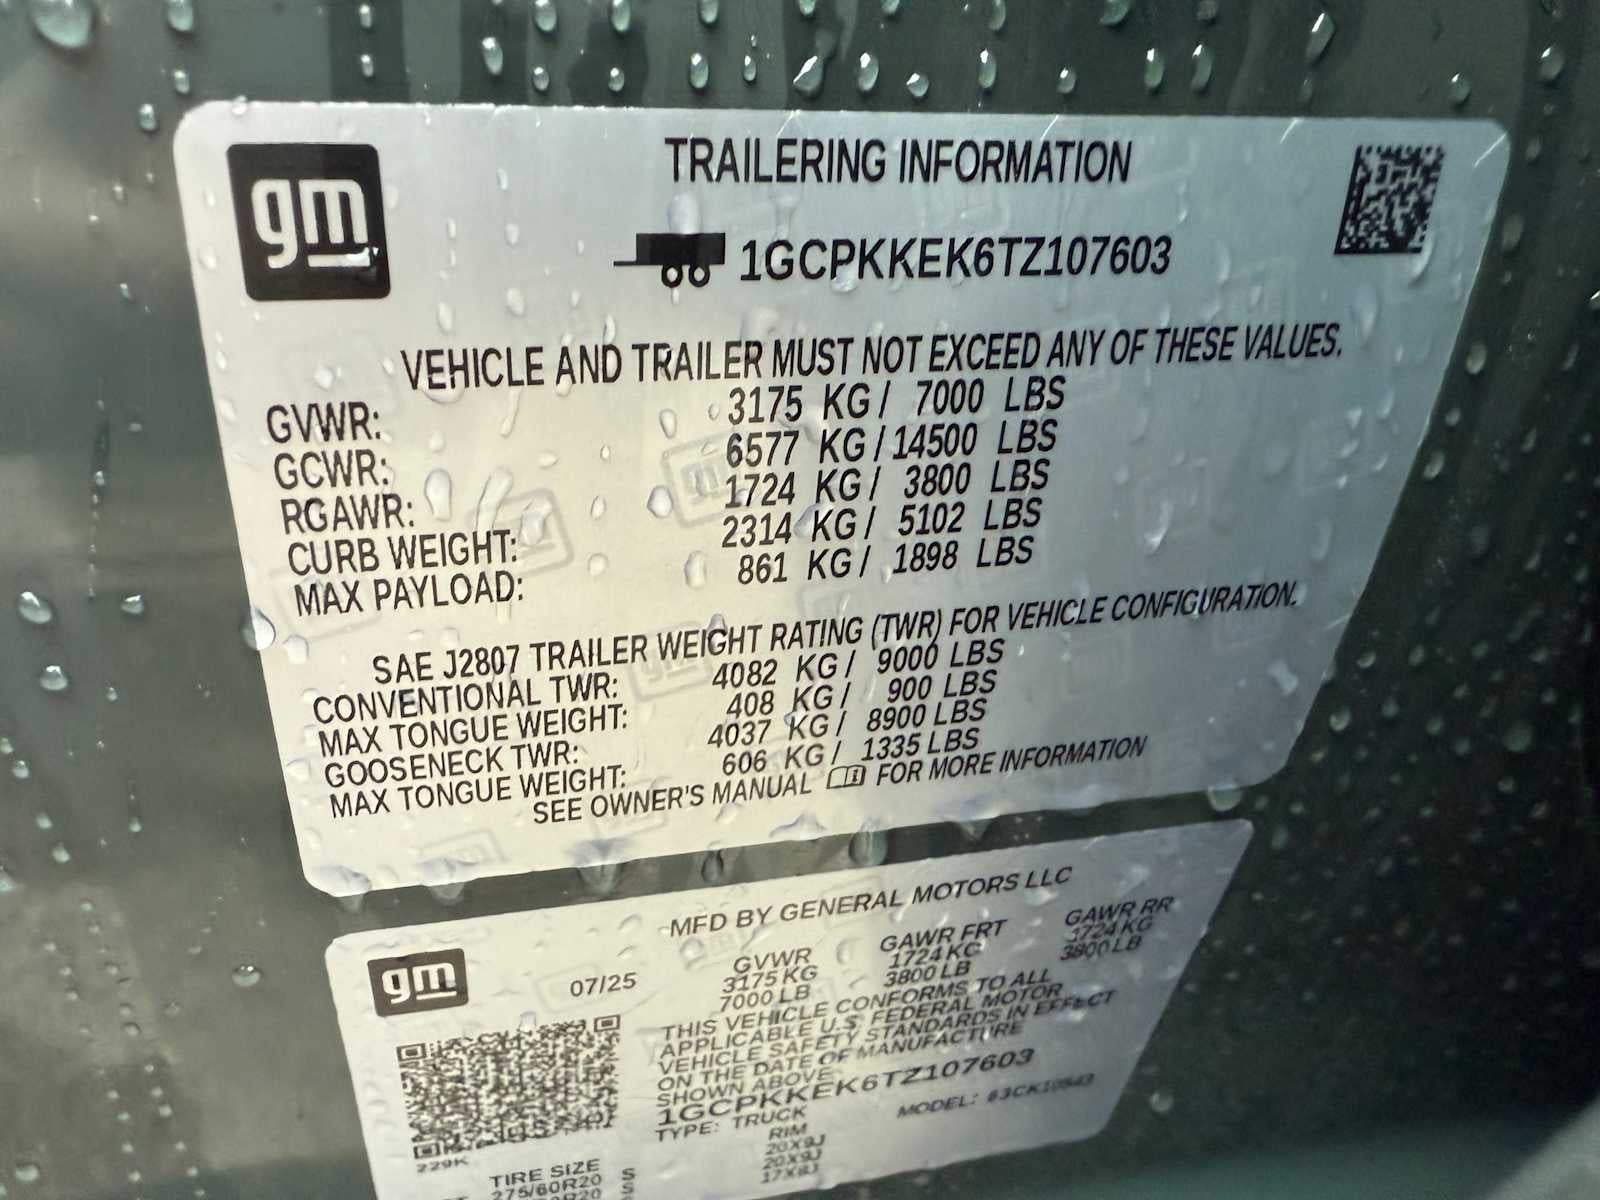 gm
TRAILERING INFORMATION
1GCPKKEK6TZ107603
VEHICLE AND TRAILER MUST NOT EXCEED ANY OF THESE VALUES.
GVWR: 3175 KG / 7000 LBS
GCWR: 6577 KG / 14500 LBS
RGAWR: 1724 KG / 3800 LBS
CURB WEIGHT: 2314 KG / 5102 LBS
MAX PAYLOAD: 861 KG / 1898 LBS
SAE J2807 TRAILER WEIGHT RATING (TWR) FOR VEHICLE CONFIGURATION.
CONVENTIONAL TWR: 4082 KG / 9000 LBS
MAX TONGUE WEIGHT: 408 KG / 900 LBS
GOOSENECK TWR: 4037 KG / 8900 LBS
MAX TONGUE WEIGHT: 606 KG / 1335 LBS
SEE OWNER'S MANUAL FOR MORE INFORMATION
gm
MFD BY GENERAL MOTORS LLC
07/25
GVWR GAWR FRT GAWR RR
3175 KG 1724 KG 1724 KG
7000 LB 3800 LB 3800 LB
THIS VEHICLE CONFORMS TO ALL
APPLICABLE U.S. FEDERAL MOTOR
VEHICLE SAFETY STANDARDS IN EFFECT
ON THE DATE OF MANUFACTURE
SHOWN ABOVE.
1GCPKKEK6TZ107603
TYPE: TRUCK MODEL:
229K
TIRE SIZE RIM
275/60R20 S 20X9J
S 20X9J
17X8J